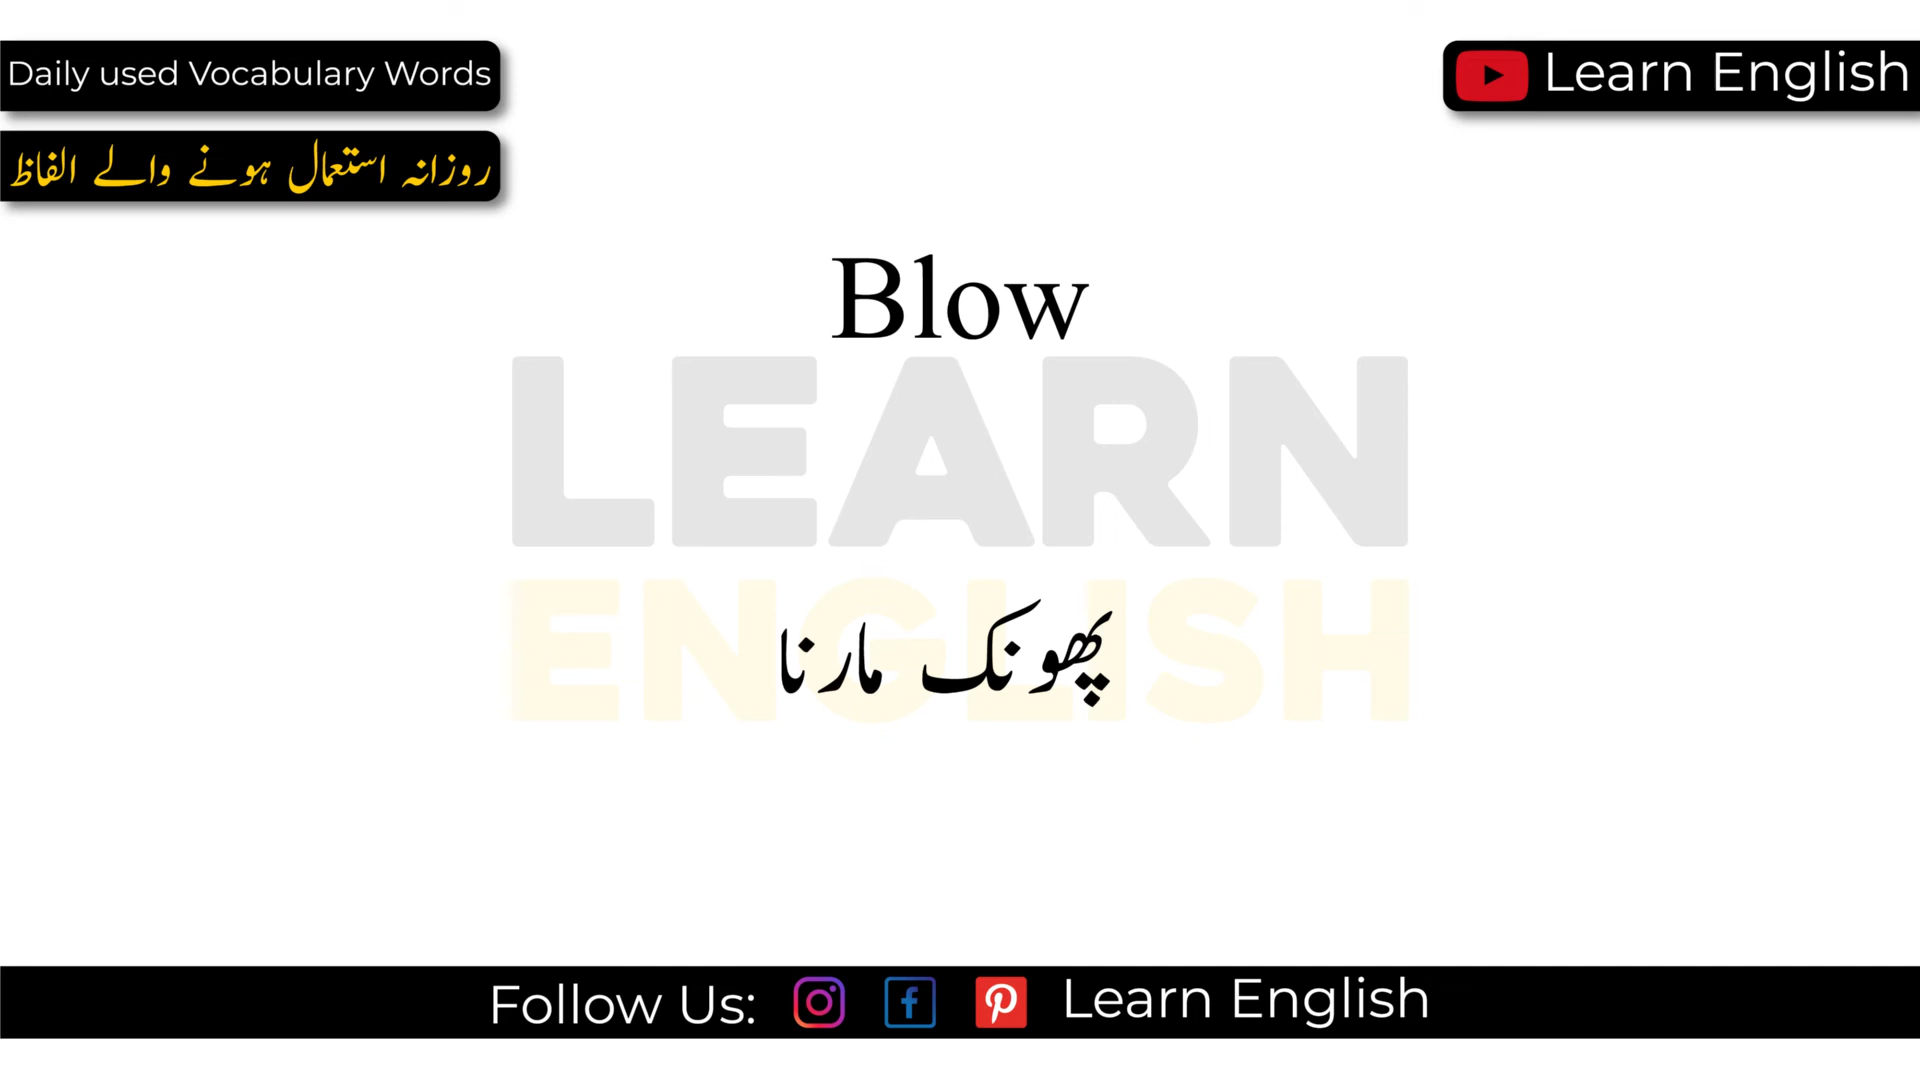 Daily used Vocabulary Words
Learn English
روزانہ استعمال ہونے والے الفاظ
Blow
LEARN
ENGLISH
پھونک مارنا
Follow Us: Learn English